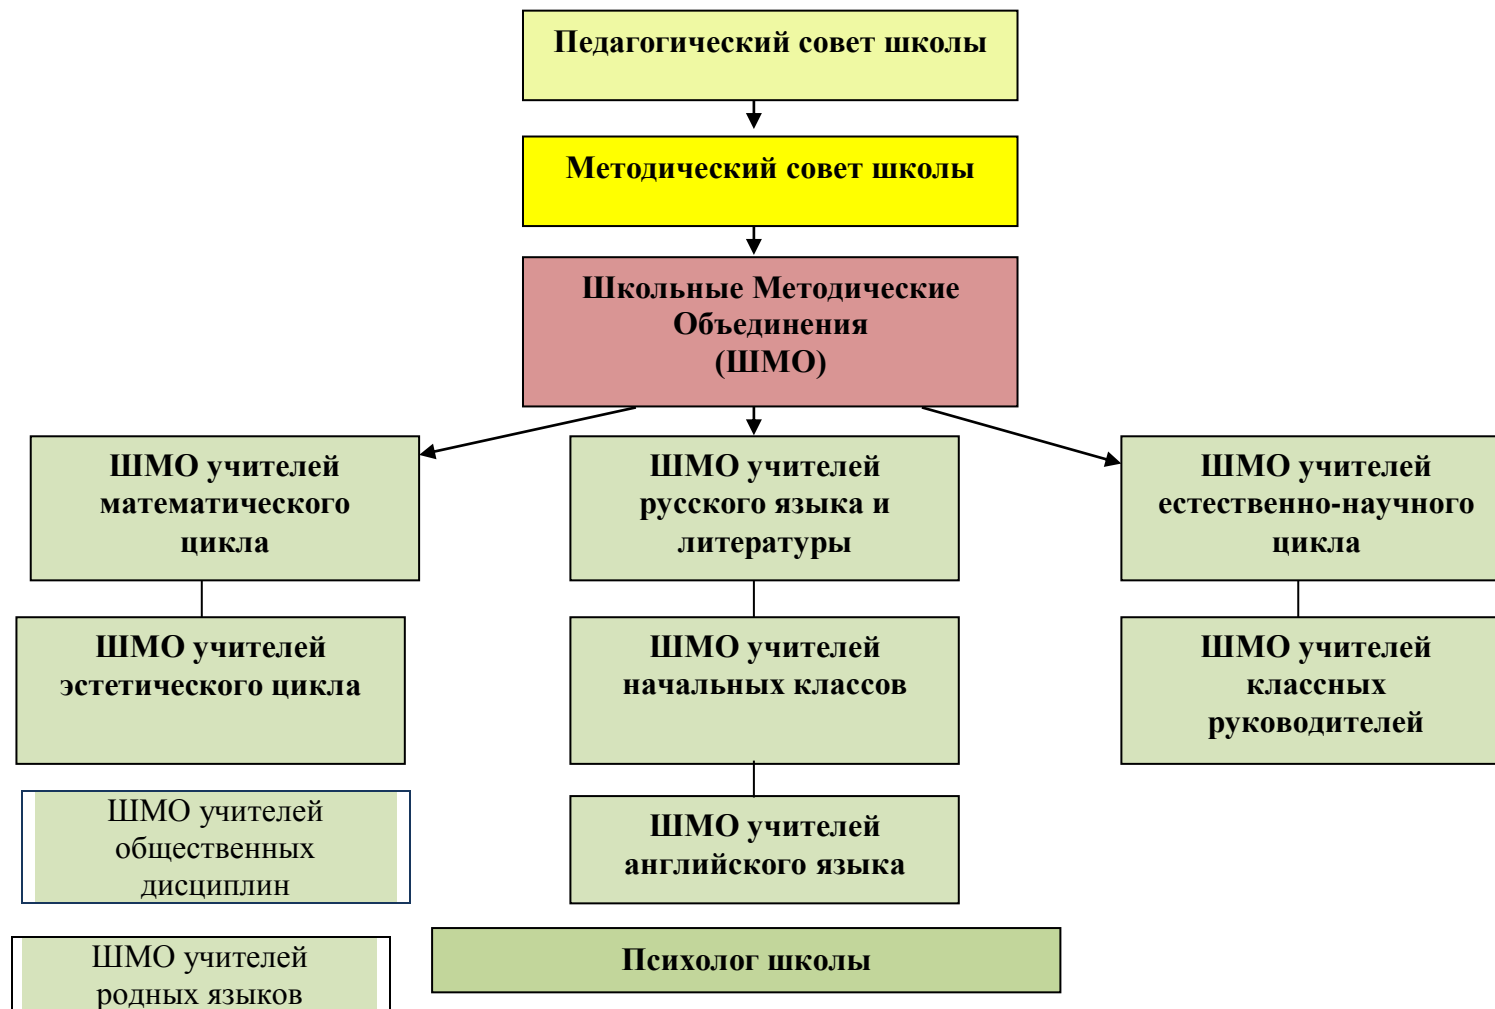 Педагогический совет школы
Методический совет школы
Школьные Методические
Объединения
(ШМО)
ШМО учителей
математического
цикла
ШМО учителей
русского языка и
литературы
ШМО учителей
естественно-научного
цикла
ШМО учителей
эстетического цикла
ШМО учителей
начальных классов
ШМО учителей
классных
руководителей
ШМО учителей
общественных
дисциплин
ШМО учителей
английского языка
ШМО учителей
родных языков
Психолог школы